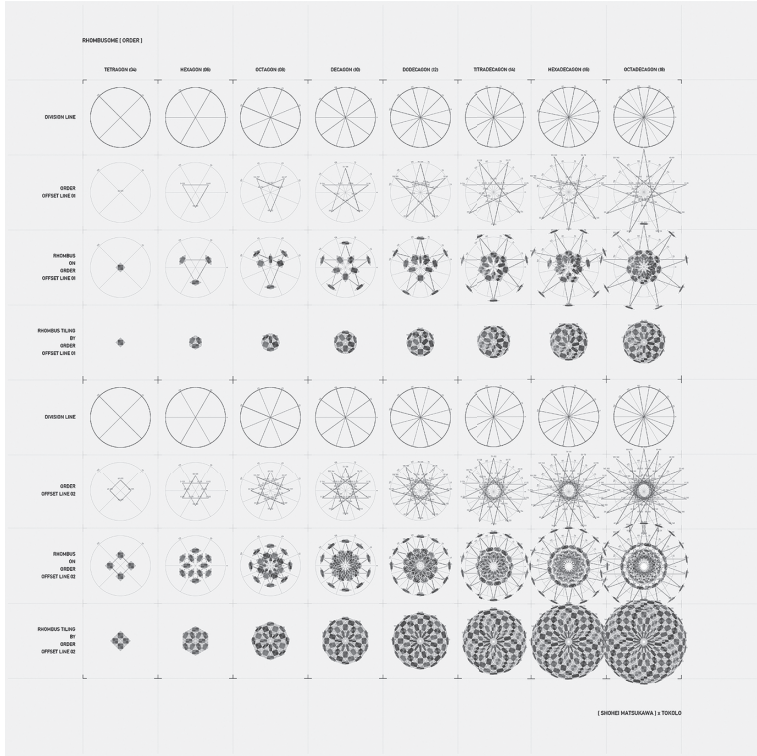 RHOMBUSOME [ ORDER ]
TETRAGON (04) HEXAGON (06) OCTAGON (08) DECAGON (10) DODECAGON (12) TITRADECAGON (14) HEXADECAGON (16) OCTADECAGON (18)
DIVISION LINE
ORDER
OFFSET LINE 01
RHOMBUS
ON
ORDER
OFFSET LINE 01
RHOMBUS TILING
BY
ORDER
OFFSET LINE 01
DIVISION LINE
ORDER
OFFSET LINE 02
RHOMBUS
ON
ORDER
OFFSET LINE 02
RHOMBUS TILING
BY
ORDER
OFFSET LINE 02
[ SHOHEI MATSUKAWA ] x TOKOLO